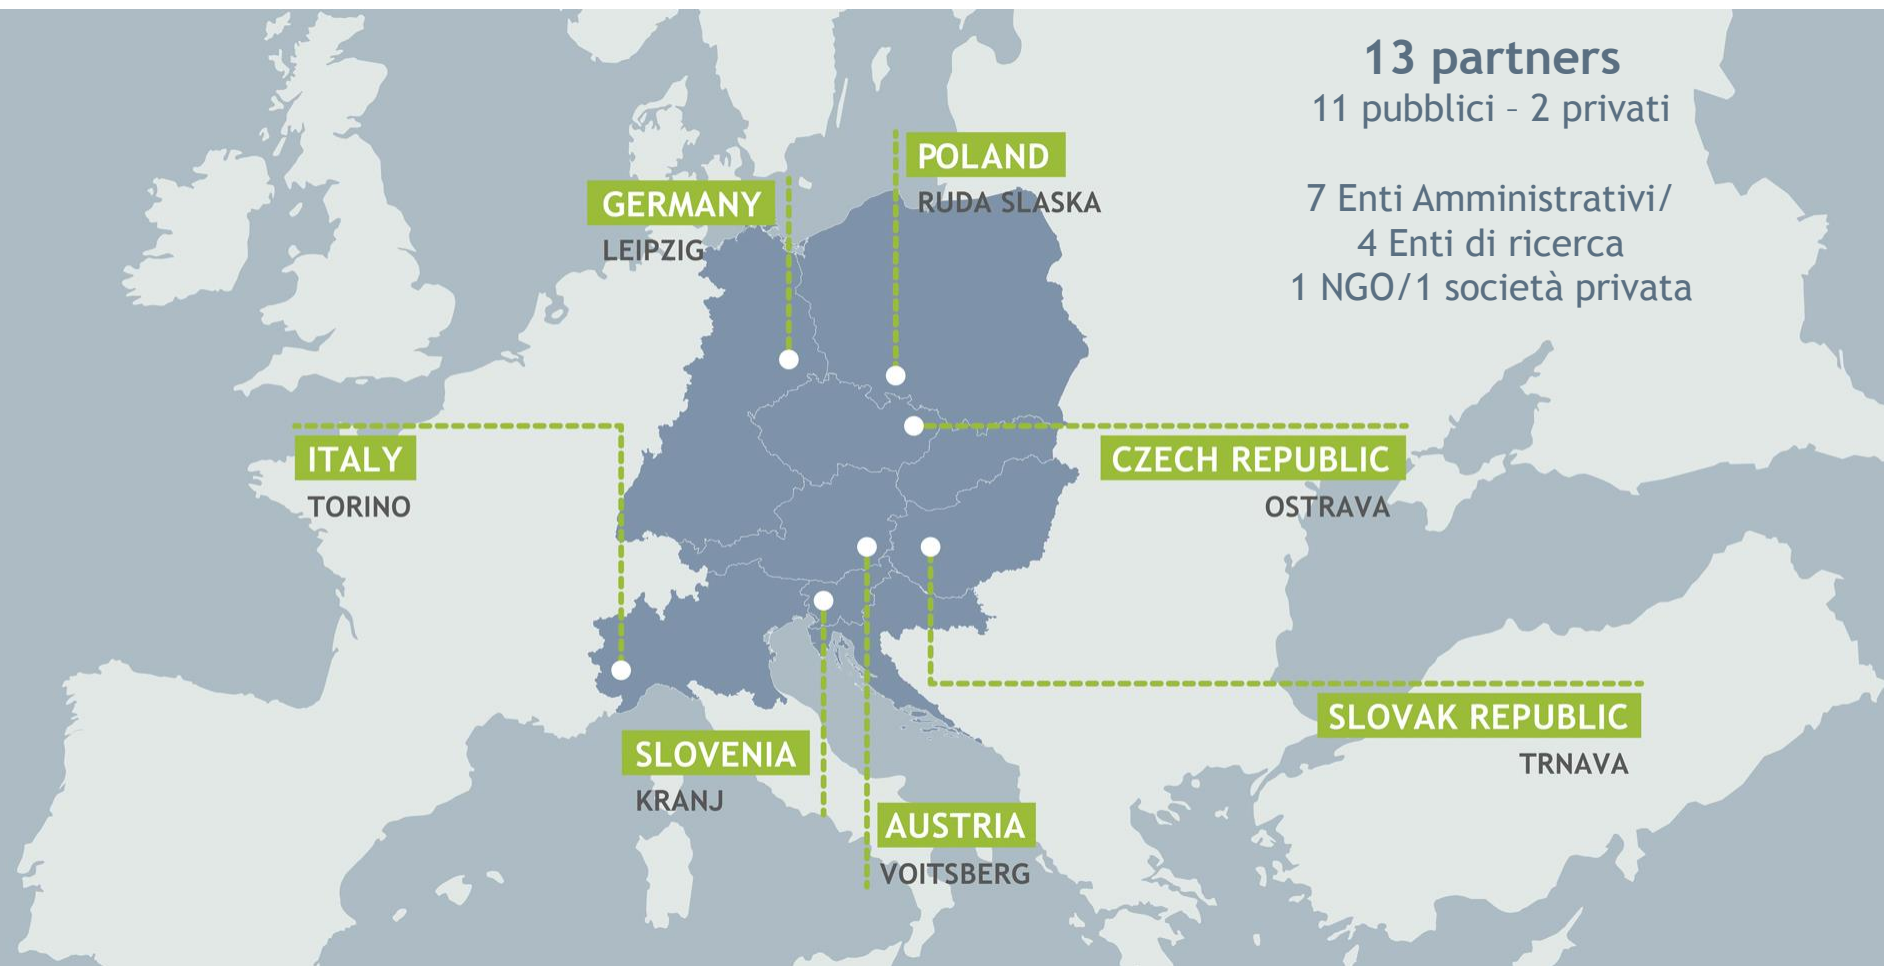 13 partners
11 pubblici – 2 privati
7 Enti Amministrativi/
4 Enti di ricerca
1 NGO/1 società privata
POLAND
RUDA SLASKA
GERMANY
LEIPZIG
ITALY
TORINO
CZECH REPUBLIC
OSTRAVA
SLOVAK REPUBLIC
TRNAVA
SLOVENIA
KRANJ
AUSTRIA
VOITSBERG